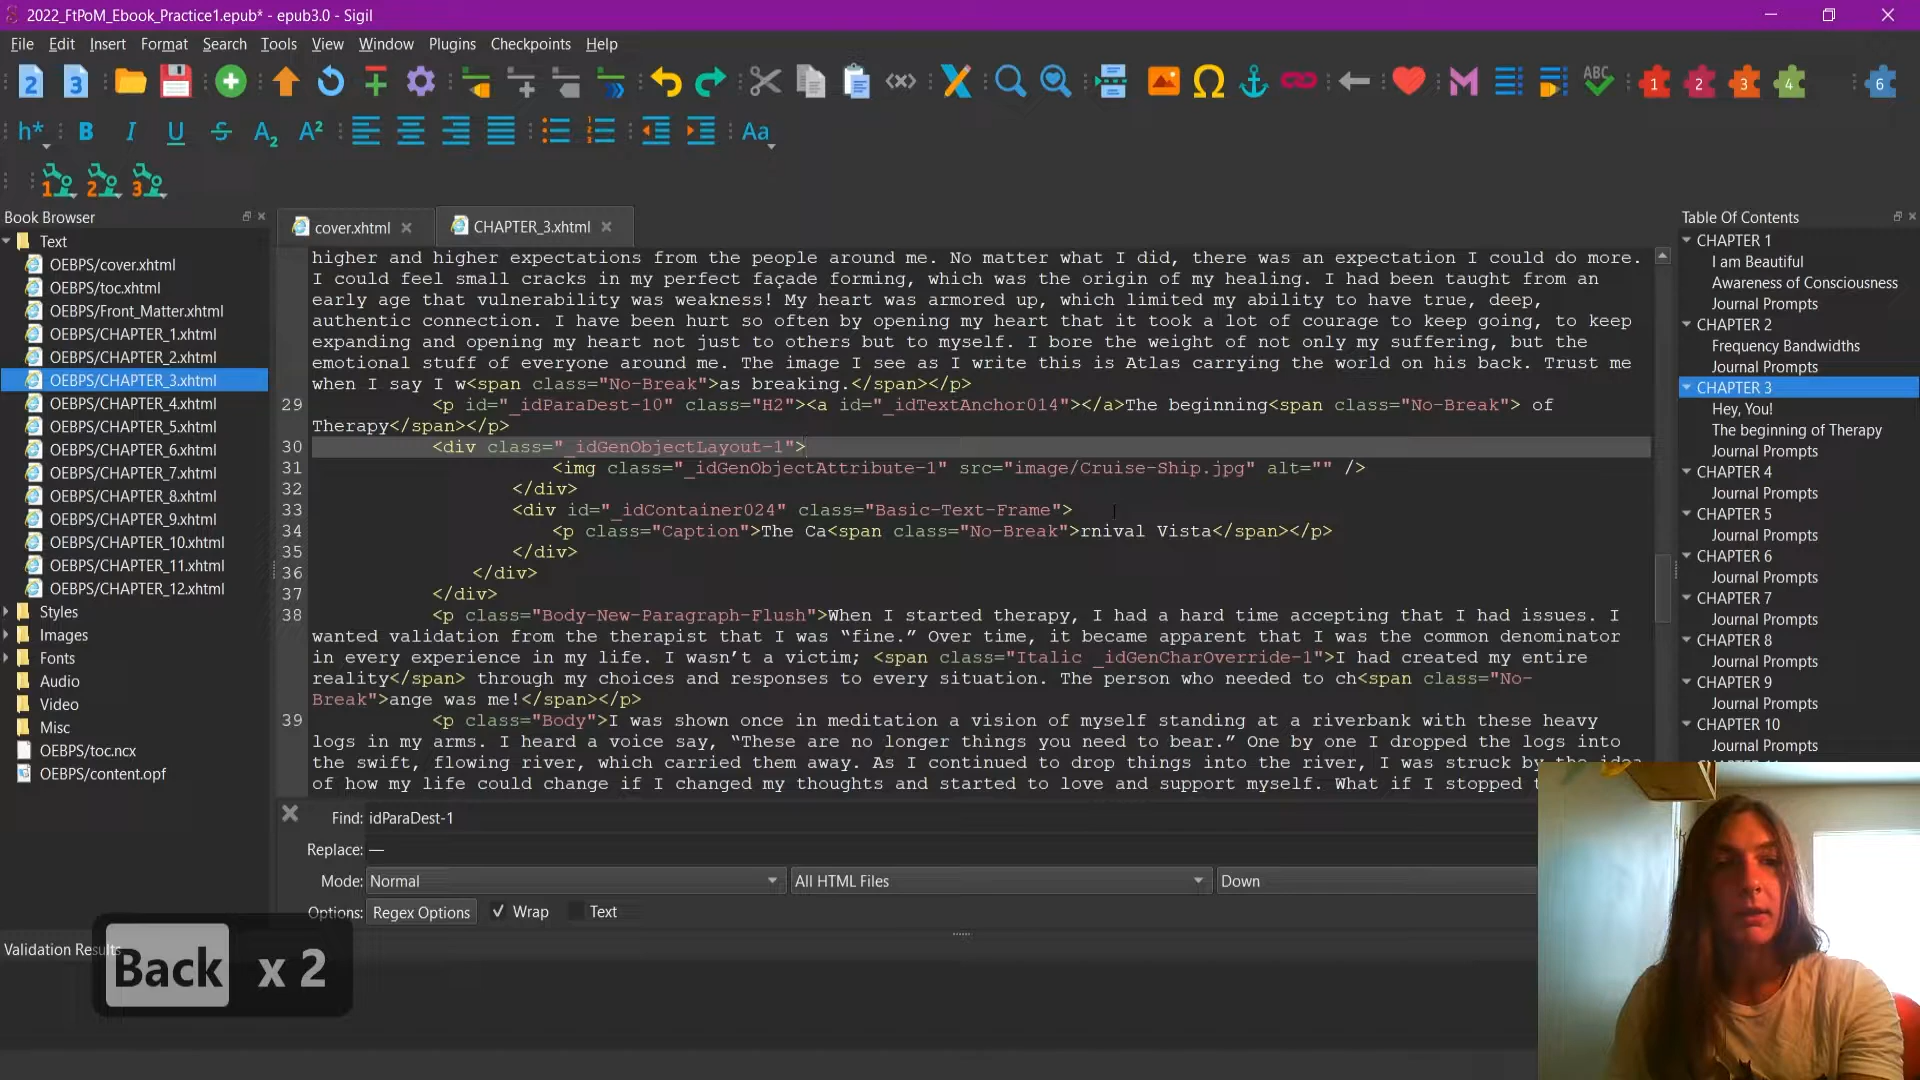 2022_FtPoM_Ebook_Practice1.epub* - epub3.0 - Sigil
File Edit Insert Format Search Tools View Window Plugins Checkpoints Help
2 3 ABC 1 2 3 4 6
h* B I U S A2 A2 Aa
1 2 3
Book Browser
Text
OEBPS/cover.xhtml
OEBPS/toc.xhtml
OEBPS/Front_Matter.xhtml
OEBPS/CHAPTER_1.xhtml
OEBPS/CHAPTER_2.xhtml
OEBPS/CHAPTER_3.xhtml
OEBPS/CHAPTER_4.xhtml
OEBPS/CHAPTER_5.xhtml
OEBPS/CHAPTER_6.xhtml
OEBPS/CHAPTER_7.xhtml
OEBPS/CHAPTER_8.xhtml
OEBPS/CHAPTER_9.xhtml
OEBPS/CHAPTER_10.xhtml
OEBPS/CHAPTER_11.xhtml
OEBPS/CHAPTER_12.xhtml
Styles
Images
Fonts
Audio
Video
Misc
OEBPS/toc.ncx
OEBPS/content.opf
cover.xhtml CHAPTER_3.xhtml
higher and higher expectations from the people around me. No matter what I did, there was an expectation I could do more.
I could feel small cracks in my perfect façade forming, which was the origin of my healing. I had been taught from an
early age that vulnerability was weakness! My heart was armored up, which limited my ability to have true, deep,
authentic connection. I have been hurt so often by opening my heart that it took a lot of courage to keep going, to keep
expanding and opening my heart not just to others but to myself. I bore the weight of not only my suffering, but the
emotional stuff of everyone around me. The image I see as I write this is Atlas carrying the world on his back. Trust me
when I say I w<span class="No-Break">as breaking.</span></p>
29 <p id="_idParaDest-10" class="H2"><a id="_idTextAnchor014"></a>The beginning<span class="No-Break"> of
Therapy</span></p>
30 <div class="_idGenObjectLayout-1">
31 <img class="_idGenObjectAttribute-1" src="image/Cruise-Ship.jpg" alt="" />
32 </div>
33 <div id="_idContainer024" class="Basic-Text-Frame">
34 <p class="Caption">The Ca<span class="No-Break">rnival Vista</span></p>
35 </div>
36 </div>
37 </div>
38 <p class="Body-New-Paragraph-Flush">When I started therapy, I had a hard time accepting that I had issues. I
wanted validation from the therapist that I was “fine.” Over time, it became apparent that I was the common denominator
in every experience in my life. I wasn’t a victim; <span class="Italic _idGenCharOverride-1">I had created my entire
reality</span> through my choices and responses to every situation. The person who needed to ch<span class="No-
Break">ange was me!</span></p>
39 <p class="Body">I was shown once in meditation a vision of myself standing at a riverbank with these heavy
logs in my arms. I heard a voice say, “These are no longer things you need to bear.” One by one I dropped the logs into
the swift, flowing river, which carried them away. As I continued to drop things into the river, I was struck by the idea
of how my life could change if I changed my thoughts and started to love and support myself. What if I stopped
Find: idParaDest-1
Replace: —
Mode: Normal All HTML Files Down
Options: Regex Options Wrap Text
Validation Results
Back x 2
Table Of Contents
CHAPTER 1
I am Beautiful
Awareness of Consciousness
Journal Prompts
CHAPTER 2
Frequency Bandwidths
Journal Prompts
CHAPTER 3
Hey, You!
The beginning of Therapy
Journal Prompts
CHAPTER 4
Journal Prompts
CHAPTER 5
Journal Prompts
CHAPTER 6
Journal Prompts
CHAPTER 7
Journal Prompts
CHAPTER 8
Journal Prompts
CHAPTER 9
Journal Prompts
CHAPTER 10
Journal Prompts